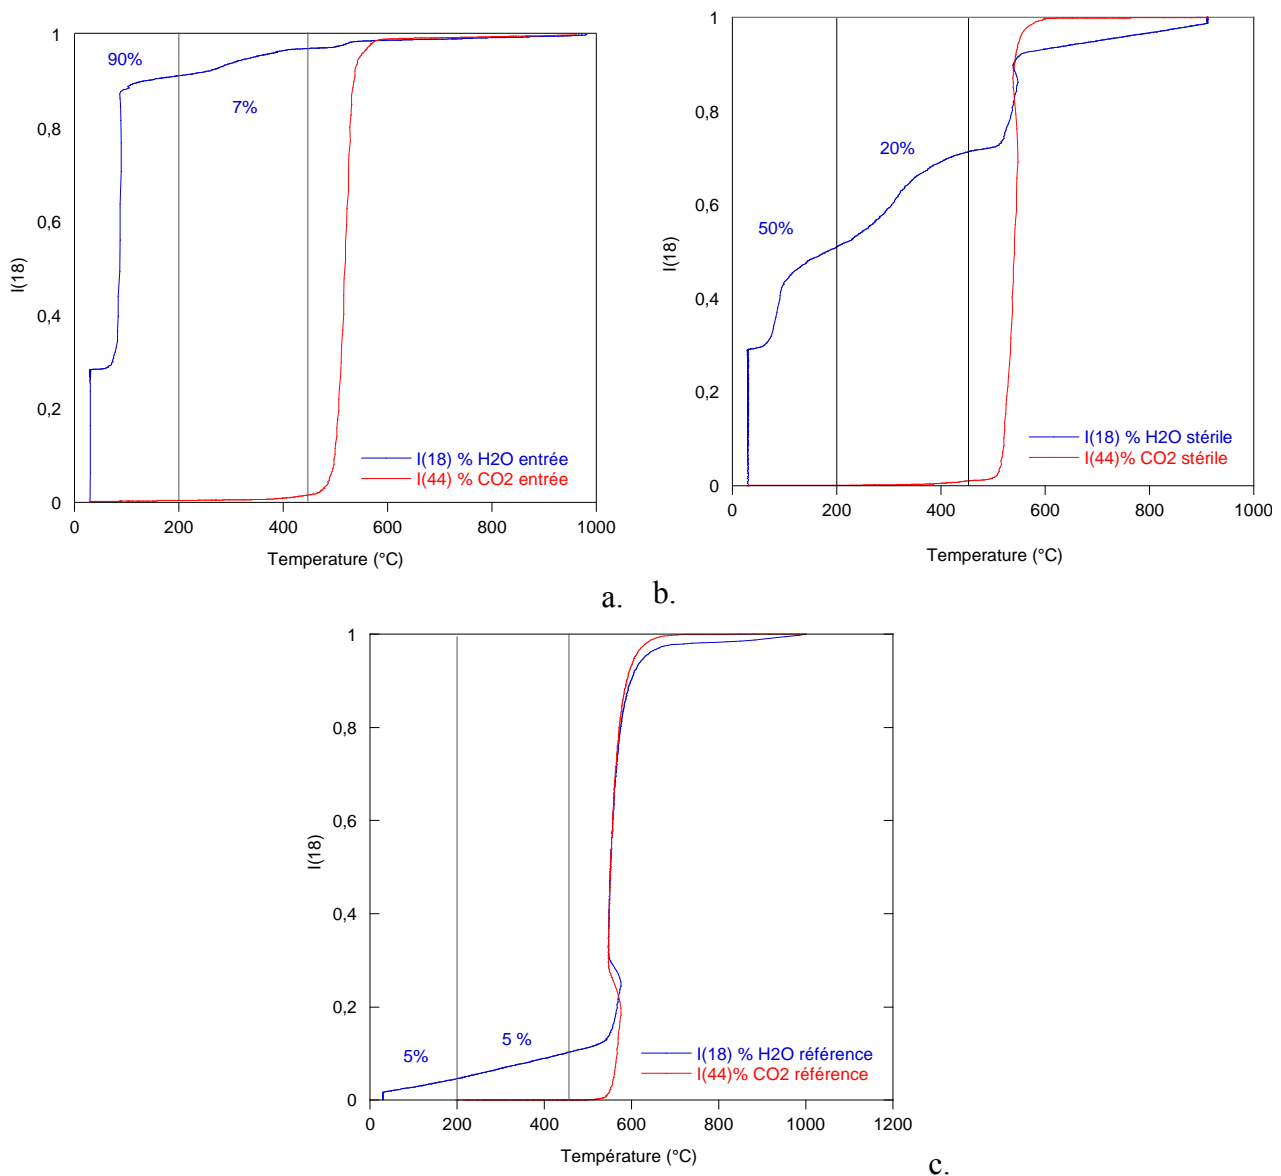 1
0,8
0,6
0,4
0,2
0
I(18)
90%
7%
I(18) % H2O entrée
I(44) % CO2 entrée
0 200 400 600 800 1000
Temperature (°C)
1
0,8
0,6
0,4
0,2
0
I(18)
50%
20%
I(18) % H2O stérile
I(44)% CO2 stérile
0 200 400 600 800 1000
Temperature (°C)
a. b.
1
0,8
0,6
0,4
0,2
0
I(18)
5%
5 %
I(18) % H2O référence
I(44)% CO2 référence
0 200 400 600 800 1000 1200
Température (°C)
c.